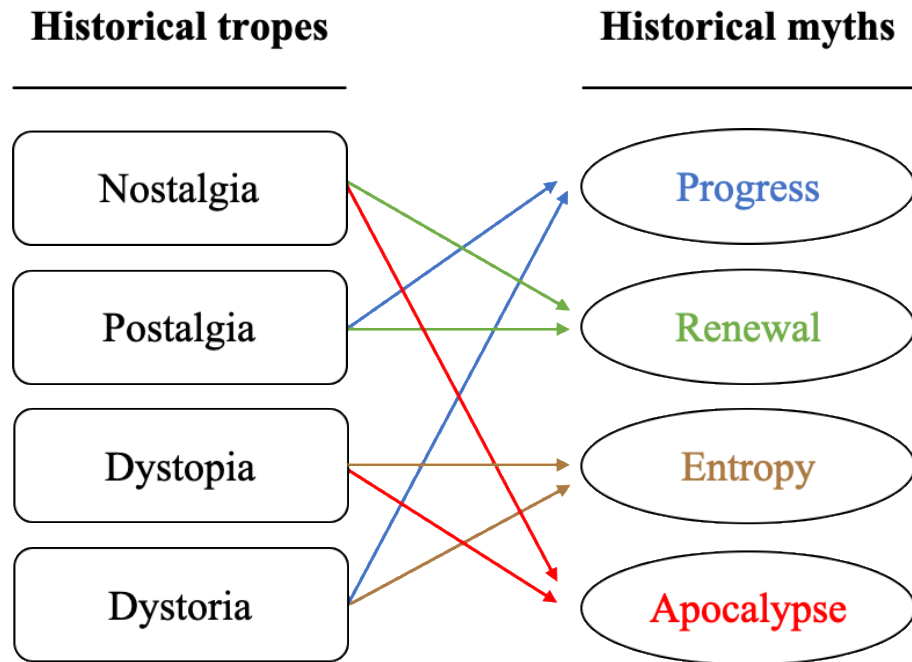 Historical tropes
Historical myths
Nostalgia
Progress
Postalgia
Renewal
Dystopia
Entropy
Dystoria
Apocalypse